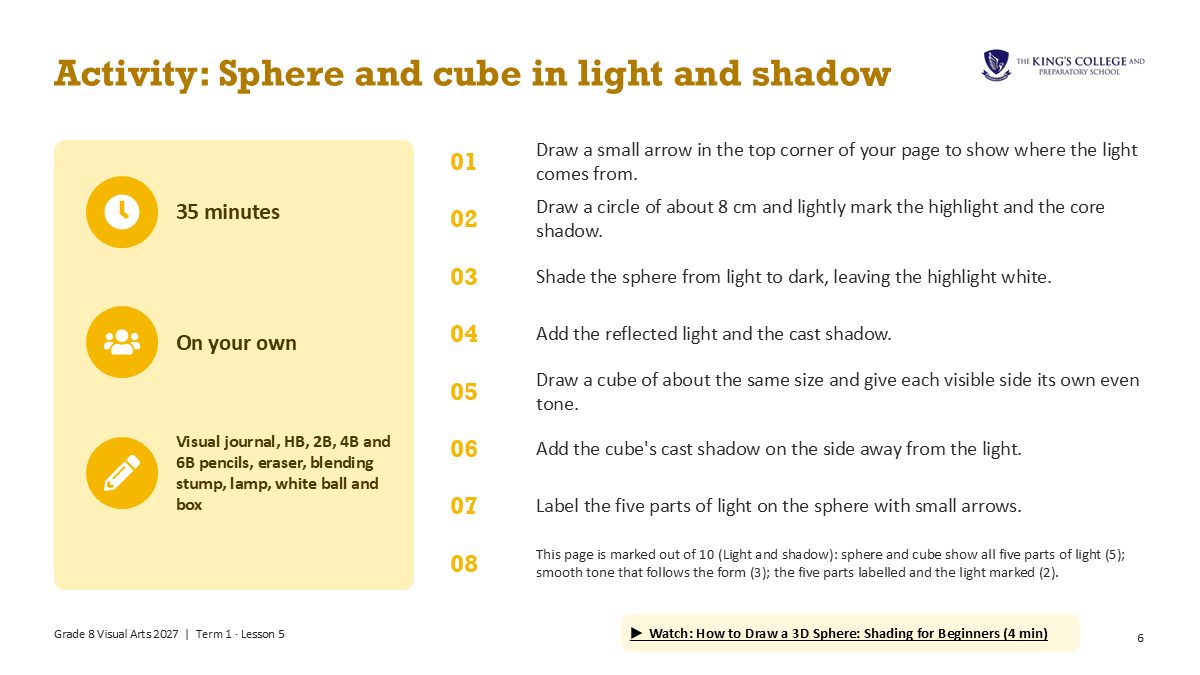 Activity: Sphere and cube in light and shadow
THE KING'S COLLEGE AND
PREPARATORY SCHOOL
35 minutes
On your own
Visual journal, HB, 2B, 4B and
6B pencils, eraser, blending
stump, lamp, white ball and
box
01
Draw a small arrow in the top corner of your page to show where the light
comes from.
02
Draw a circle of about 8 cm and lightly mark the highlight and the core
shadow.
03
Shade the sphere from light to dark, leaving the highlight white.
04
Add the reflected light and the cast shadow.
05
Draw a cube of about the same size and give each visible side its own even
tone.
06
Add the cube's cast shadow on the side away from the light.
07
Label the five parts of light on the sphere with small arrows.
08
This page is marked out of 10 (Light and shadow): sphere and cube show all five parts of light (5);
smooth tone that follows the form (3); the five parts labelled and the light marked (2).
Grade 8 Visual Arts 2027 | Term 1 · Lesson 5
▶ Watch: How to Draw a 3D Sphere: Shading for Beginners (4 min)
6